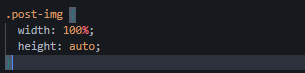 .post-img {
  width: 100%;
  height: auto;
}